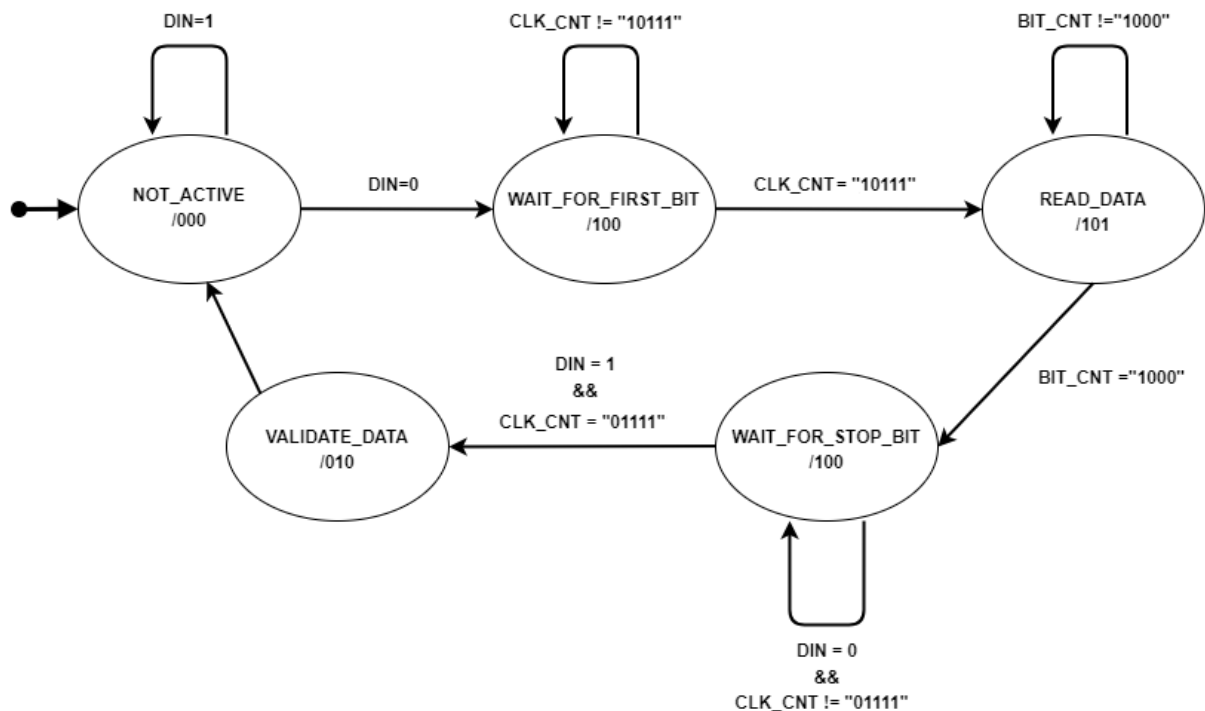 DIN=1
CLK_CNT != "10111"
BIT_CNT !="1000"
NOT_ACTIVE
/000
DIN=0
WAIT_FOR_FIRST_BIT
/100
CLK_CNT = "10111"
READ_DATA
/101
BIT_CNT ="1000"
DIN = 1
&&
CLK_CNT = "01111"
VALIDATE_DATA
/010
WAIT_FOR_STOP_BIT
/100
DIN = 0
&&
CLK_CNT != "01111"